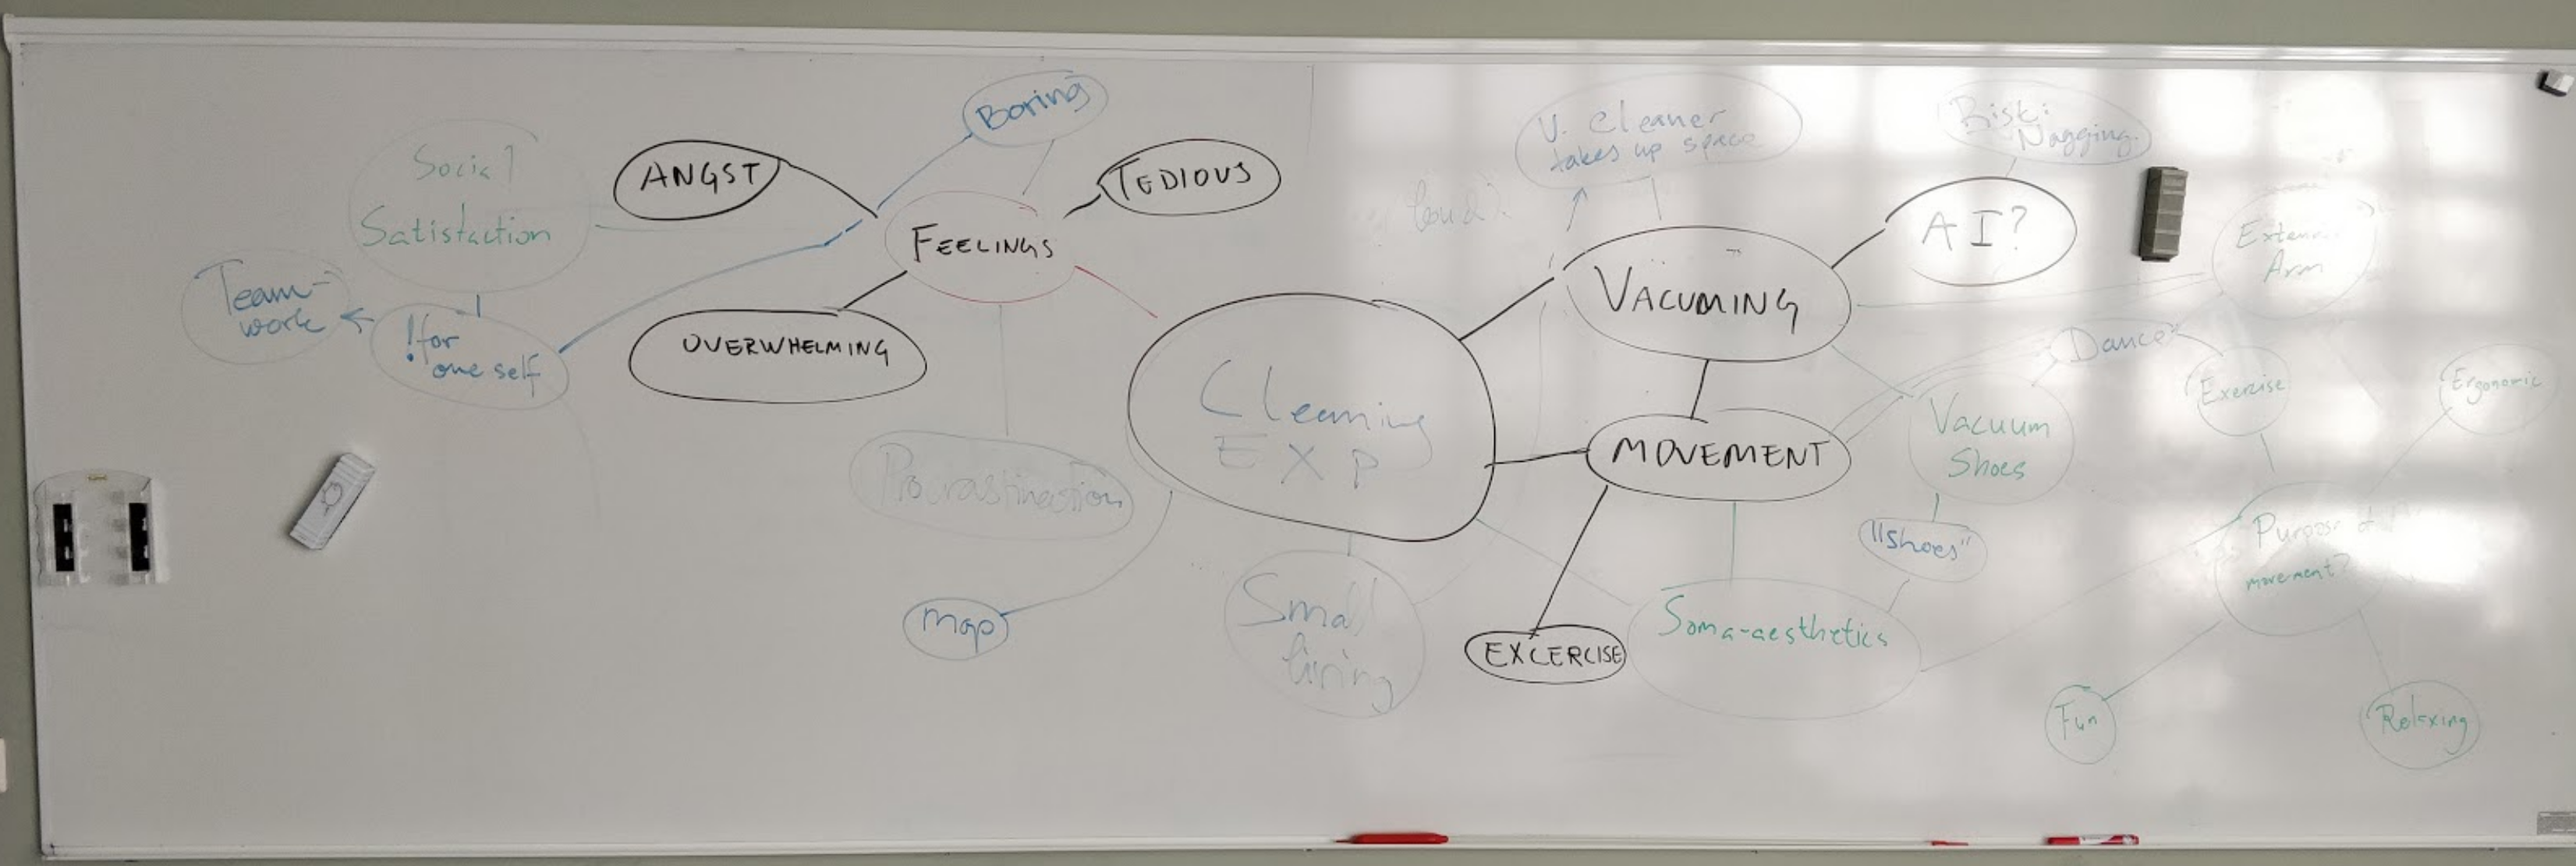 Boring
ANGST
TEDIOUS
Social
Satisfaction
FEELINGS
Team-
work
!for
one self
OVERWHELMING
Procrastination
Map
Cleaning
EXP
Small
living
V. Cleaner
takes up space
loud?
Risk:
Nagging.
AI?
VACUMING
Arm
Dance
Exercise
Ergonomic
MOVEMENT
Vacuum
Shoes
"Shoes"
Purpose of
movement?
Soma-aesthetics
EXCERCISE
Fun
Relaxing